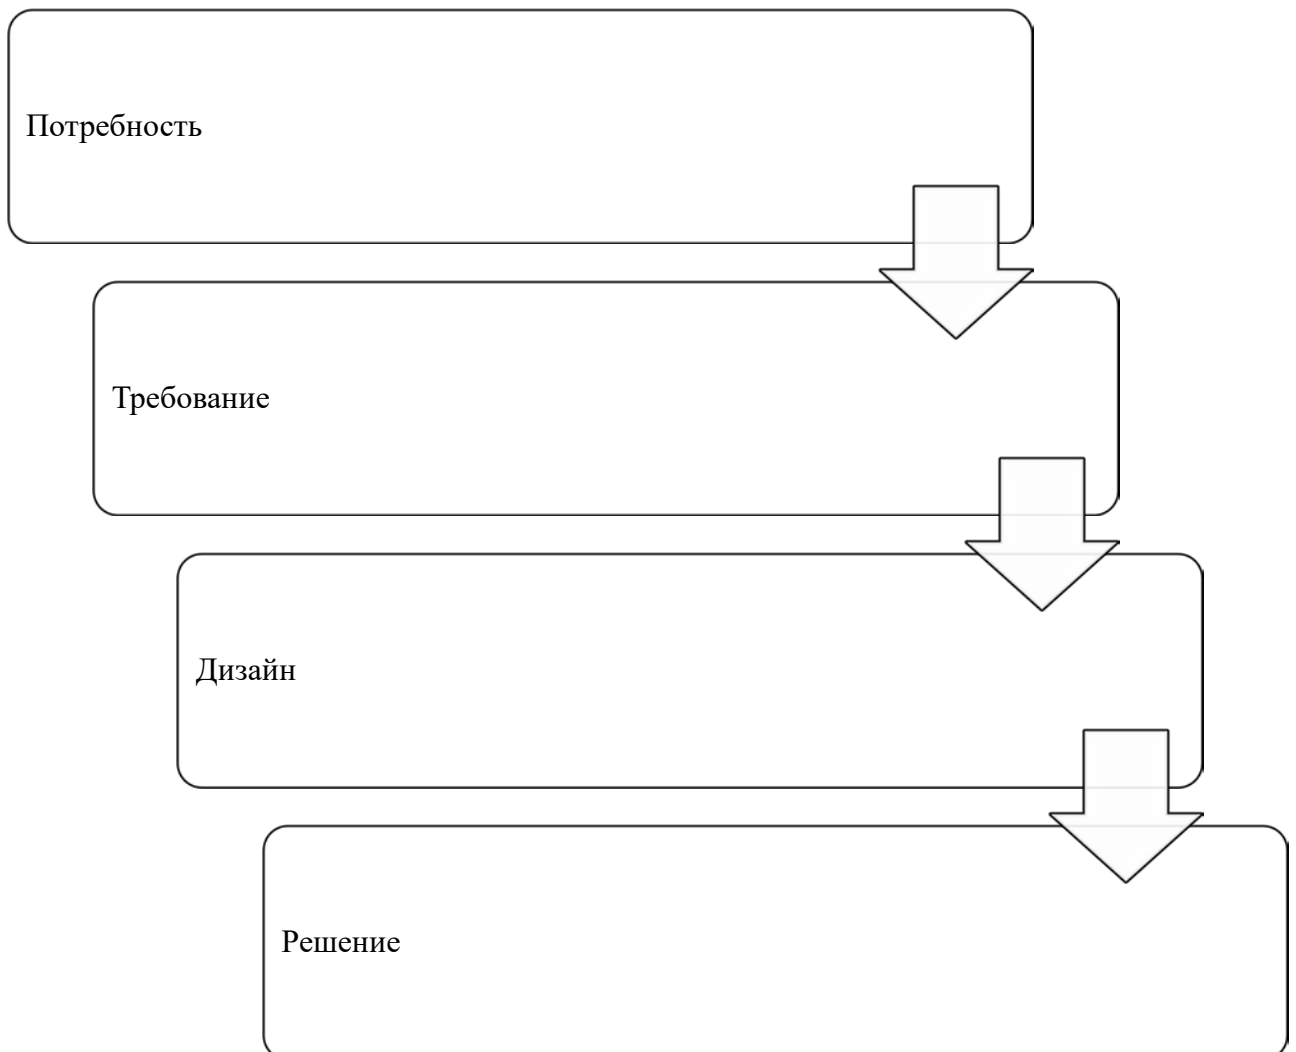 Потребность
Требование
Дизайн
Решение